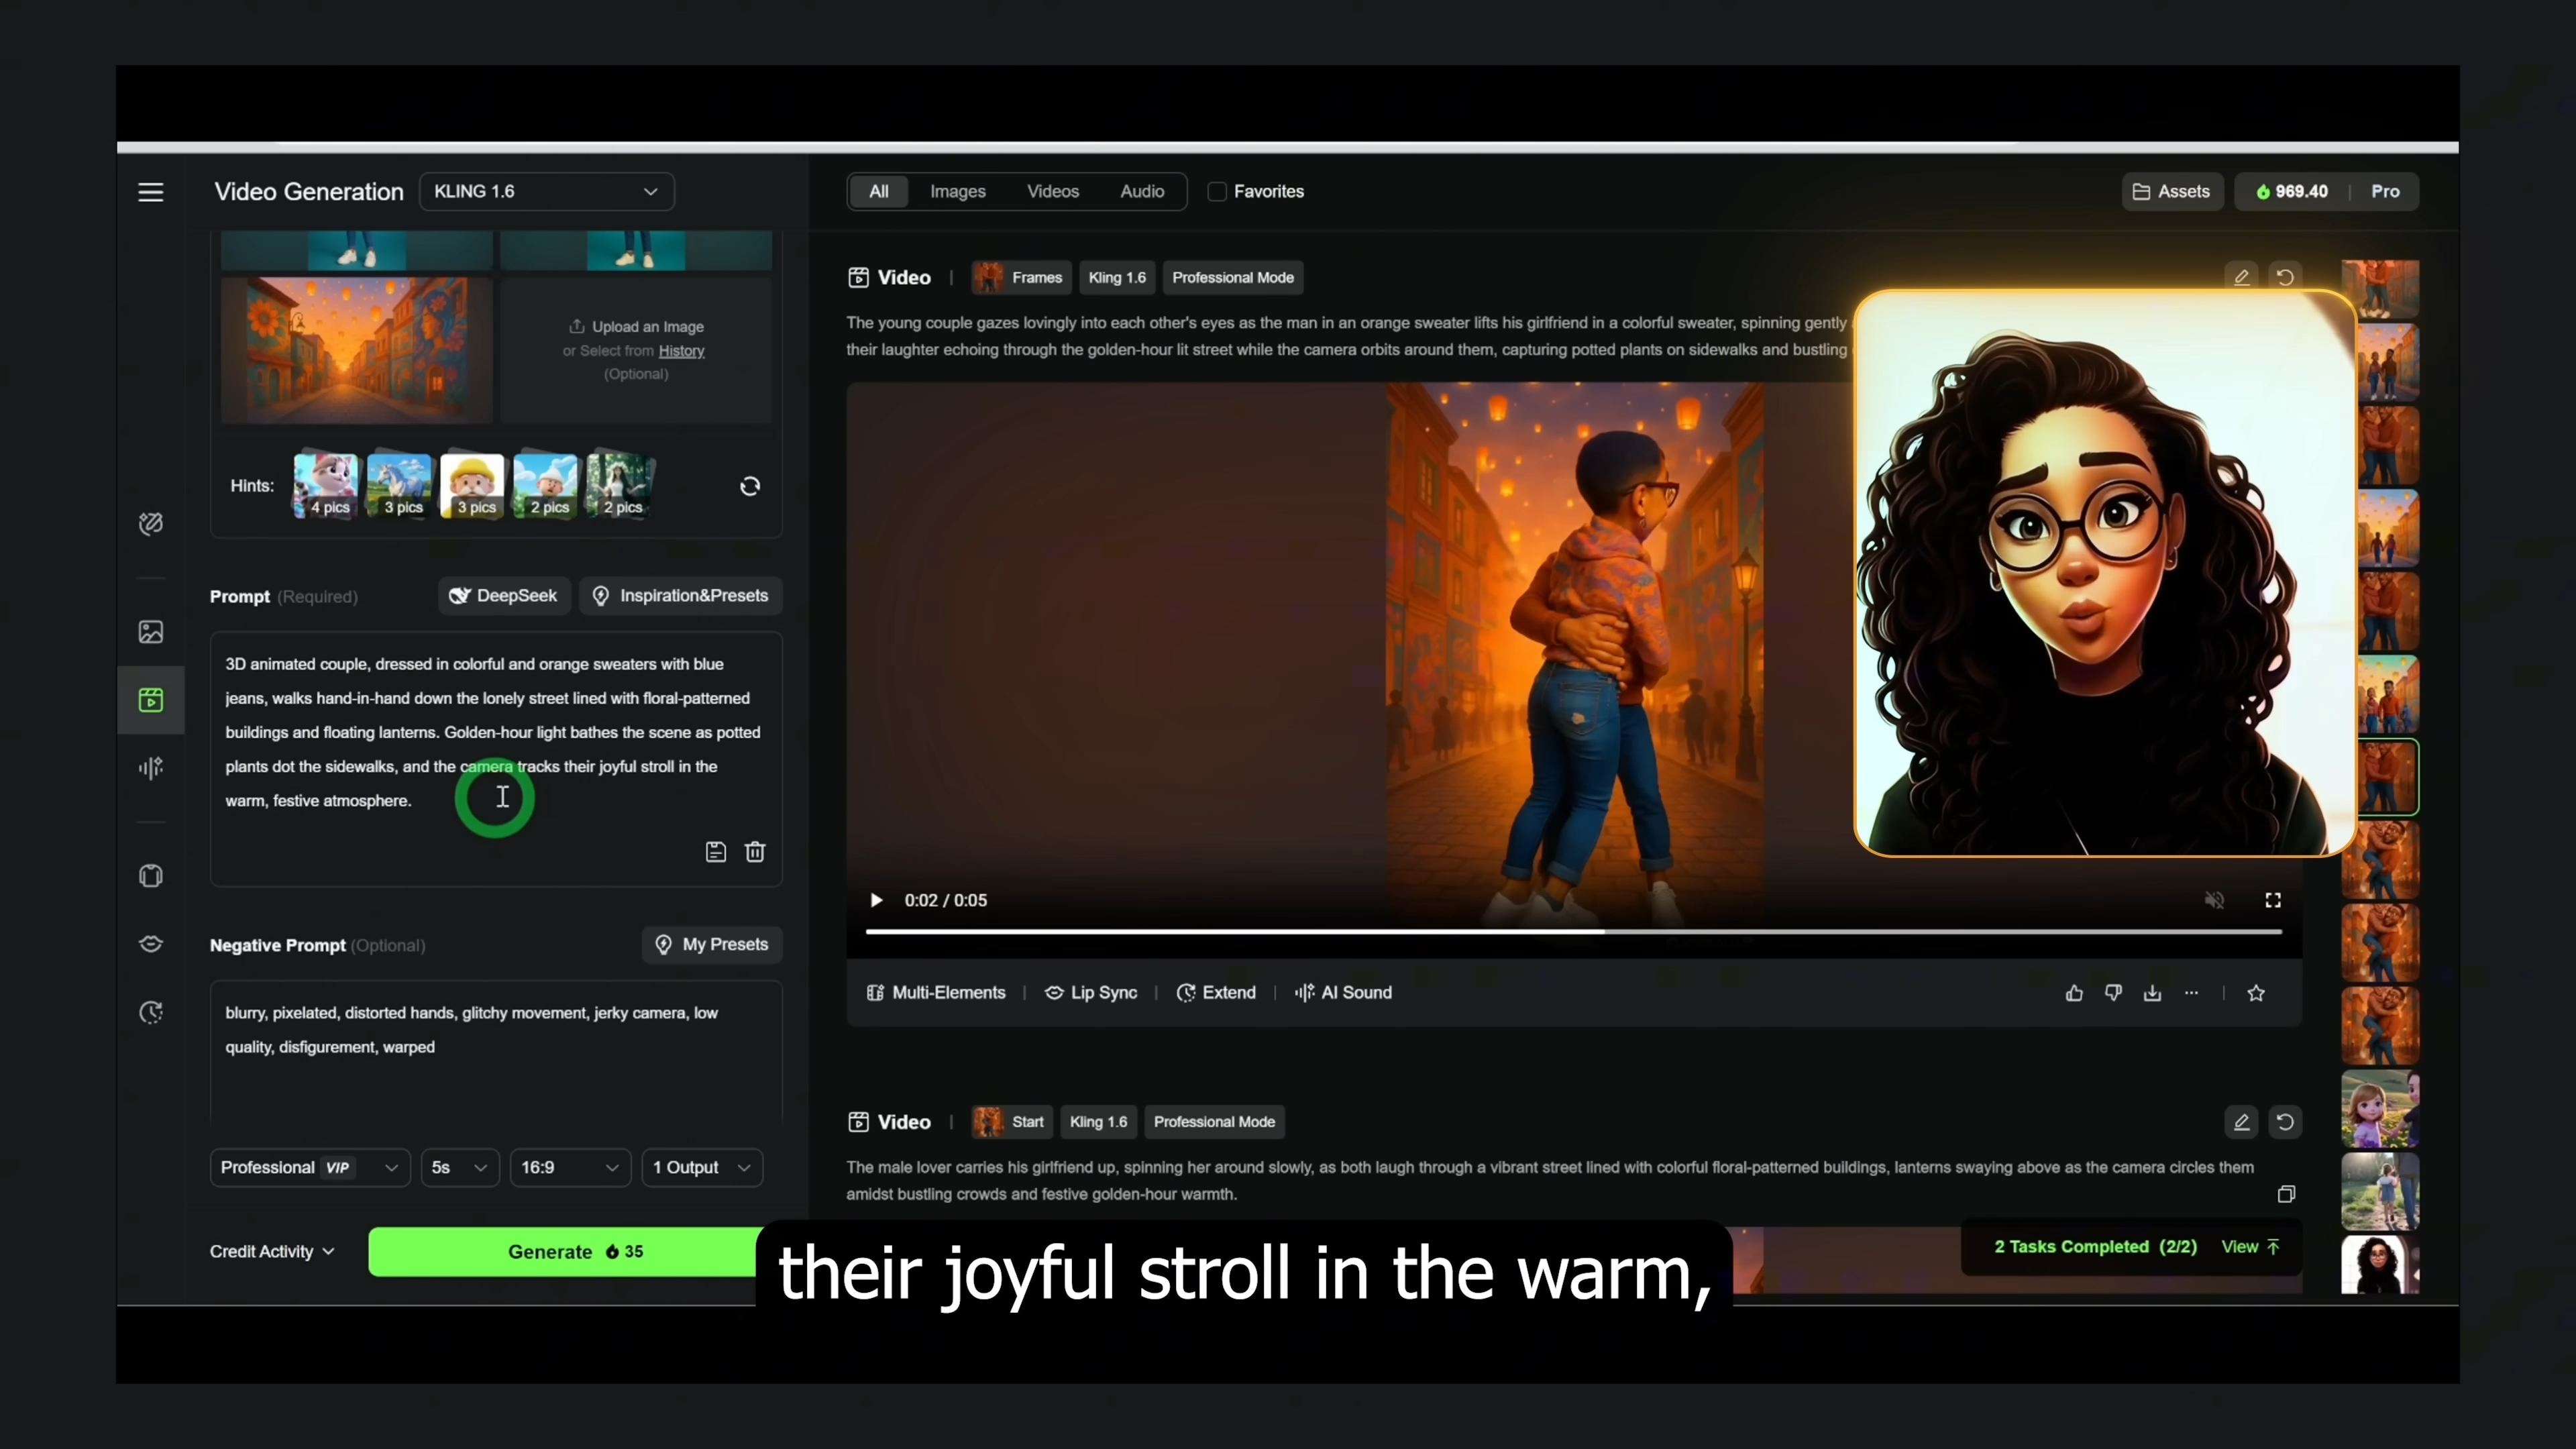 Video Generation
KLING 1.6
All
Images
Videos
Audio
Favorites
Assets
969.40
Pro
Upload an Image
or Select from History
(Optional)
Hints:
4 pics
3 pics
3 pics
2 pics
2 pics
Prompt (Required)
DeepSeek
Inspiration&Presets
3D animated couple, dressed in colorful and orange sweaters with blue
jeans, walks hand-in-hand down the lonely street lined with floral-patterned
buildings and floating lanterns. Golden-hour light bathes the scene as potted
plants dot the sidewalks, and the camera tracks their joyful stroll in the
warm, festive atmosphere.
Negative Prompt (Optional)
My Presets
blurry, pixelated, distorted hands, glitchy movement, jerky camera, low
quality, disfigurement, warped
Professional VIP
5s
16:9
1 Output
Credit Activity
Generate 35
Video
Frames
Kling 1.6
Professional Mode
The young couple gazes lovingly into each other's eyes as the man in an orange sweater lifts his girlfriend in a colorful sweater, spinning gently
their laughter echoing through the golden-hour lit street while the camera orbits around them, capturing potted plants on sidewalks and bustling
0:02 / 0:05
Multi-Elements
Lip Sync
Extend
AI Sound
Video
Start
Kling 1.6
Professional Mode
The male lover carries his girlfriend up, spinning her around slowly, as both laugh through a vibrant street lined with colorful floral-patterned buildings, lanterns swaying above as the camera circles them
amidst bustling crowds and festive golden-hour warmth.
2 Tasks Completed (2/2)
View
their joyful stroll in the warm,